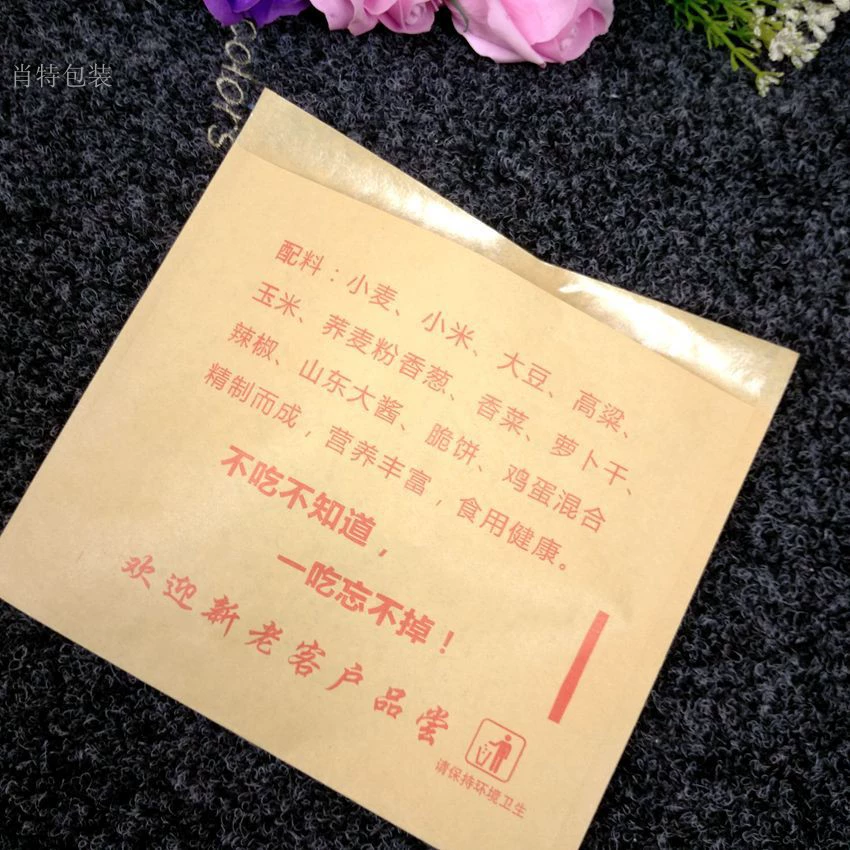 肖特包装
colors
配料：小麦、小米、大豆、高粱、
玉米、荞麦粉香葱、香菜、萝卜干、
辣椒、山东大酱、脆饼、鸡蛋混合
精制而成，营养丰富，食用健康。
不吃不知道，
一吃忘不掉！
欢迎新老客户品尝
请保持环境卫生